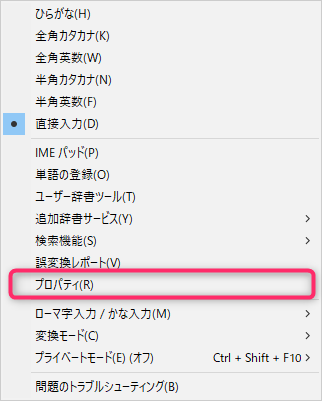 ひらがな(H)
全角カタカナ(K)
全角英数(W)
半角カタカナ(N)
半角英数(F)
直接入力(D)
IME パッド(P)
単語の登録(O)
ユーザー辞書ツール(T)
追加辞書サービス(Y)
検索機能(S)
誤変換レポート(V)
プロパティ(R)
ローマ字入力 / かな入力(M)
変換モード(C)
プライベートモード(E) (オフ) Ctrl + Shift + F10
問題のトラブルシューティング(B)